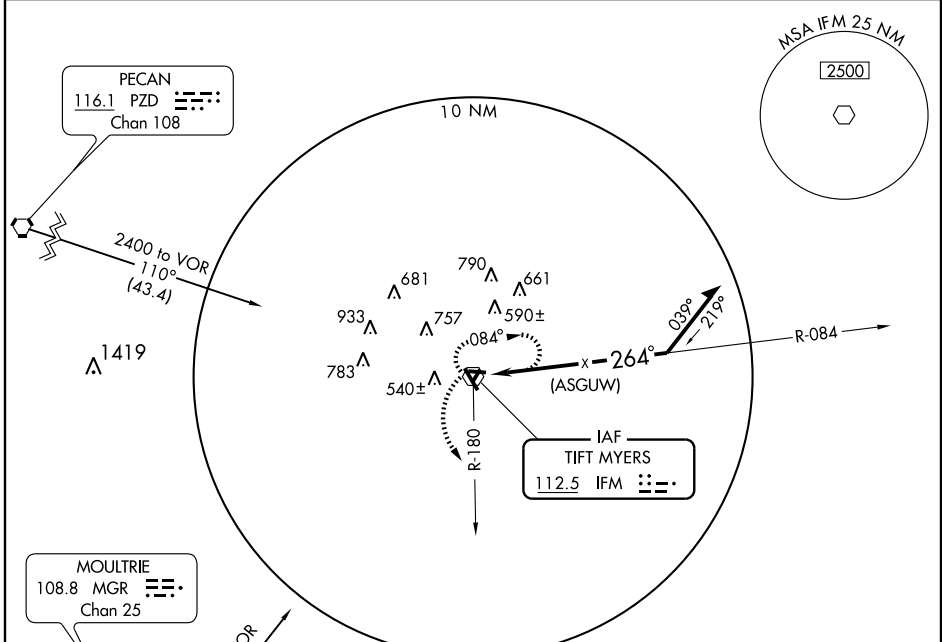 MSA IFM 25 NM
2500
PECAN
116.1 PZD
Chan 108
10 NM
2400 to VOR
110°
(43.4)
1419
681
790
661
933
757
590±
783
084°
540±
039°
219°
R-084
x
264°
(ASGUW)
R-180
IAF
TIFT MYERS
112.5 IFM
MOULTRIE
108.8 MGR
Chan 25
OR